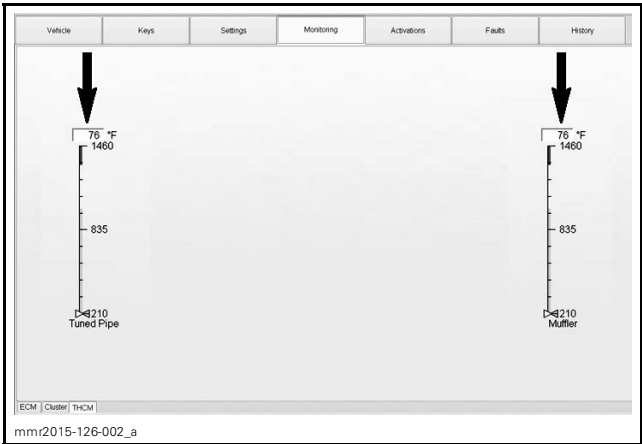 Vehicle Keys Settings Monitoring Activations Faults History
76 °F 76 °F
1460 1460
835 835
210 210
Tuned Pipe Muffler
ECM Cluster THCM
mmr2015-126-002_a